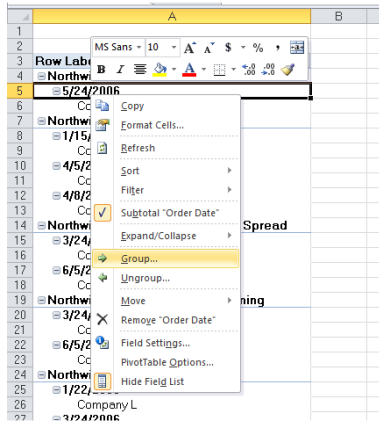 A B
1
2
MS Sans 10 A A $ % ,
3 Row Labe
B I A .00 .0
4 Northwi
5 5/24/2006
6 Co Copy
7 Northwi Format Cells...
8 1/15/
9 Co Refresh
10 4/5/2 Sort
11 Co Filter
12 4/8/2
13 Co Subtotal "Order Date"
14 Northwi Spread
Expand/Collapse
15 3/24/
16 Co Group...
17 6/5/2 Ungroup...
18 Co
19 Northwi Move ning
20 3/24/ Remove "Order Date"
21 Co
22 6/5/2 Field Settings...
23 Co PivotTable Options...
24 Northwi Hide Field List
25 1/22/
26 Company L
27 3/24/2006